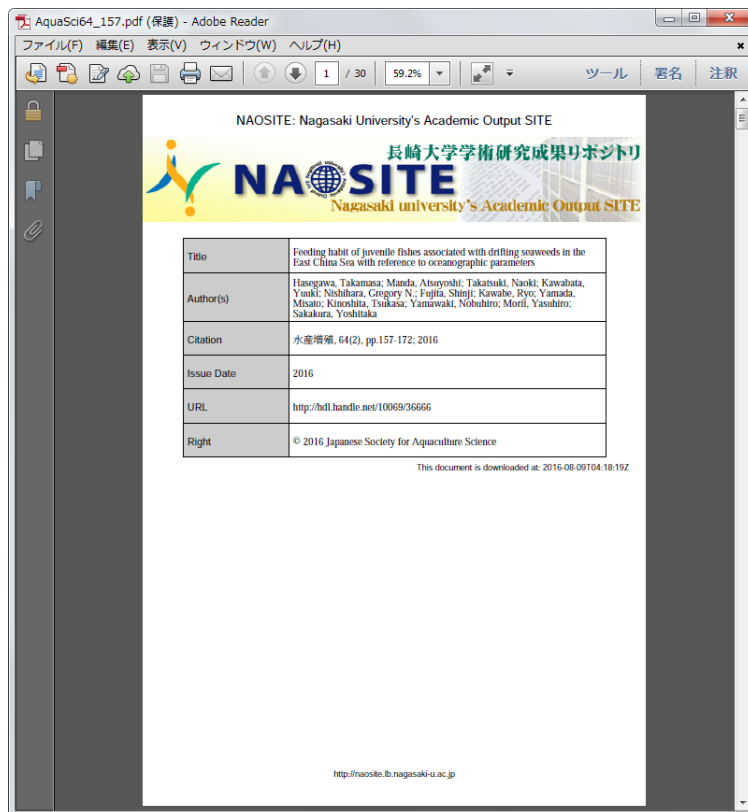 AquaSci64_157.pdf (保護) - Adobe Reader
ファイル(F) 編集(E) 表示(V) ウィンドウ(W) ヘルプ(H)
1 / 30 59.2% ツール 署名 注釈
NAOSITE: Nagasaki University's Academic Output SITE
長崎大学学術研究成果リポジトリ
NAOSITE
Nagasaki university's Academic Output SITE
Title Feeding habit of juvenile fishes associated with drifting seaweeds in the
East China Sea with reference to oceanographic parameters
Author(s) Hasegawa, Takamasa; Manda, Atsuyoshi; Takatsuki, Naoki; Kawabata,
Yuuki; Nishihara, Gregory N.; Fujita, Shinji; Kawabe, Ryo; Yamada,
Misato; Kinoshita, Tsukasa; Yamawaki, Nobuhiro; Morii, Yasuhiro;
Sakakura, Yoshitaka
Citation 水産増殖, 64(2), pp.157-172; 2016
Issue Date 2016
URL http://hdl.handle.net/10069/36666
Right © 2016 Japanese Society for Aquaculture Science
This document is downloaded at: 2016-08-09T04:18:19Z
http://naosite.lb.nagasaki-u.ac.jp